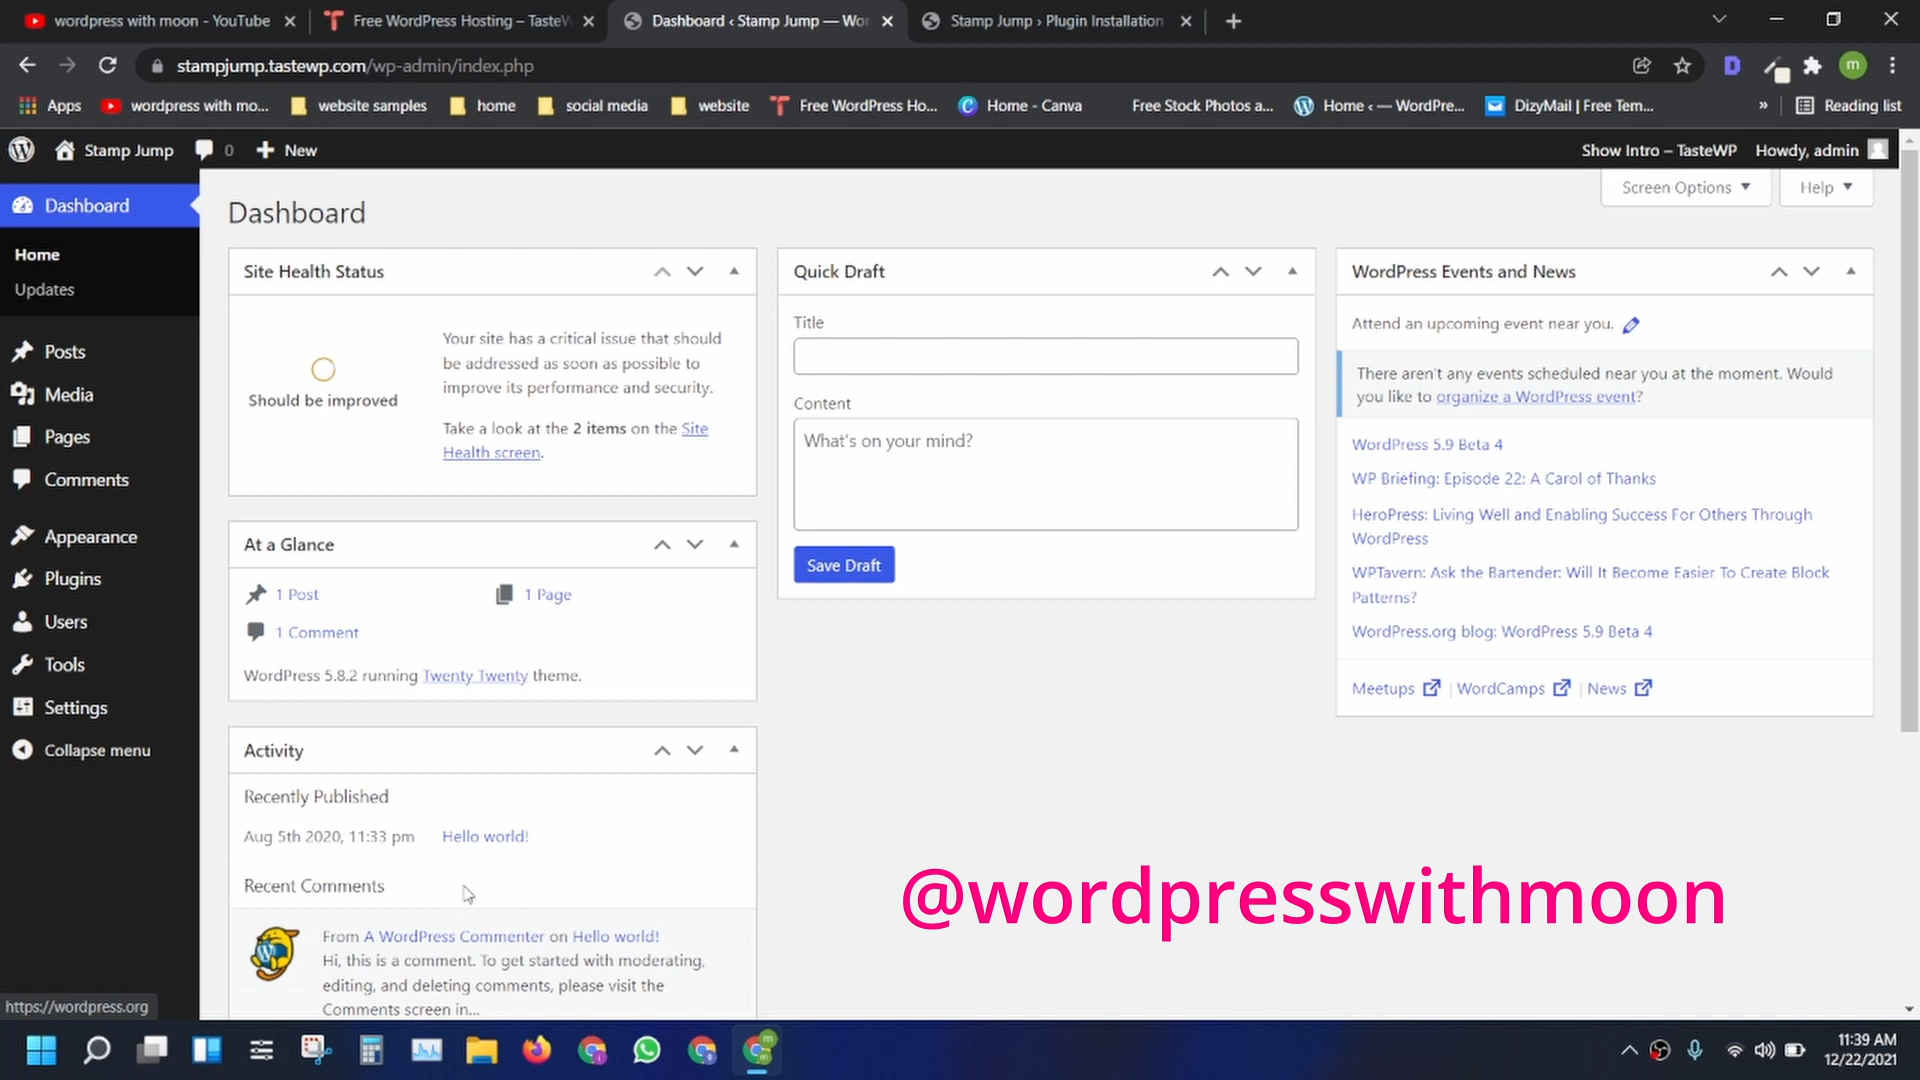 wordpress with moon - YouTube
Free WordPress Hosting – TasteW
Dashboard ‹ Stamp Jump — Wor
Stamp Jump › Plugin Installation
stampjump.tastewp.com/wp-admin/index.php
m
Apps
wordpress with mo...
website samples
home
social media
website
Free WordPress Ho...
Home - Canva
Free Stock Photos a...
Home ‹ — WordPre...
DizyMail | Free Tem...
»
Reading list
Stamp Jump
0
New
Show Intro – TasteWP
Howdy, admin
Dashboard
Home
Updates
Posts
Media
Pages
Comments
Appearance
Plugins
Users
Tools
Settings
Collapse menu
Screen Options
Help
Dashboard
Site Health Status
Should be improved
Your site has a critical issue that should
be addressed as soon as possible to
improve its performance and security.
Take a look at the 2 items on the Site
Health screen.
At a Glance
1 Post
1 Page
1 Comment
WordPress 5.8.2 running Twenty Twenty theme.
Activity
Recently Published
Aug 5th 2020, 11:33 pm
Hello world!
Recent Comments
From A WordPress Commenter on Hello world!
Hi, this is a comment. To get started with moderating,
editing, and deleting comments, please visit the
Comments screen in...
Quick Draft
Title
Content
What's on your mind?
Save Draft
WordPress Events and News
Attend an upcoming event near you.
There aren't any events scheduled near you at the moment. Would
you like to organize a WordPress event?
WordPress 5.9 Beta 4
WP Briefing: Episode 22: A Carol of Thanks
HeroPress: Living Well and Enabling Success For Others Through
WordPress
WPTavern: Ask the Bartender: Will It Become Easier To Create Block
Patterns?
WordPress.org blog: WordPress 5.9 Beta 4
Meetups | WordCamps | News
@wordpresswithmoon
https://wordpress.org
11:39 AM
12/22/2021